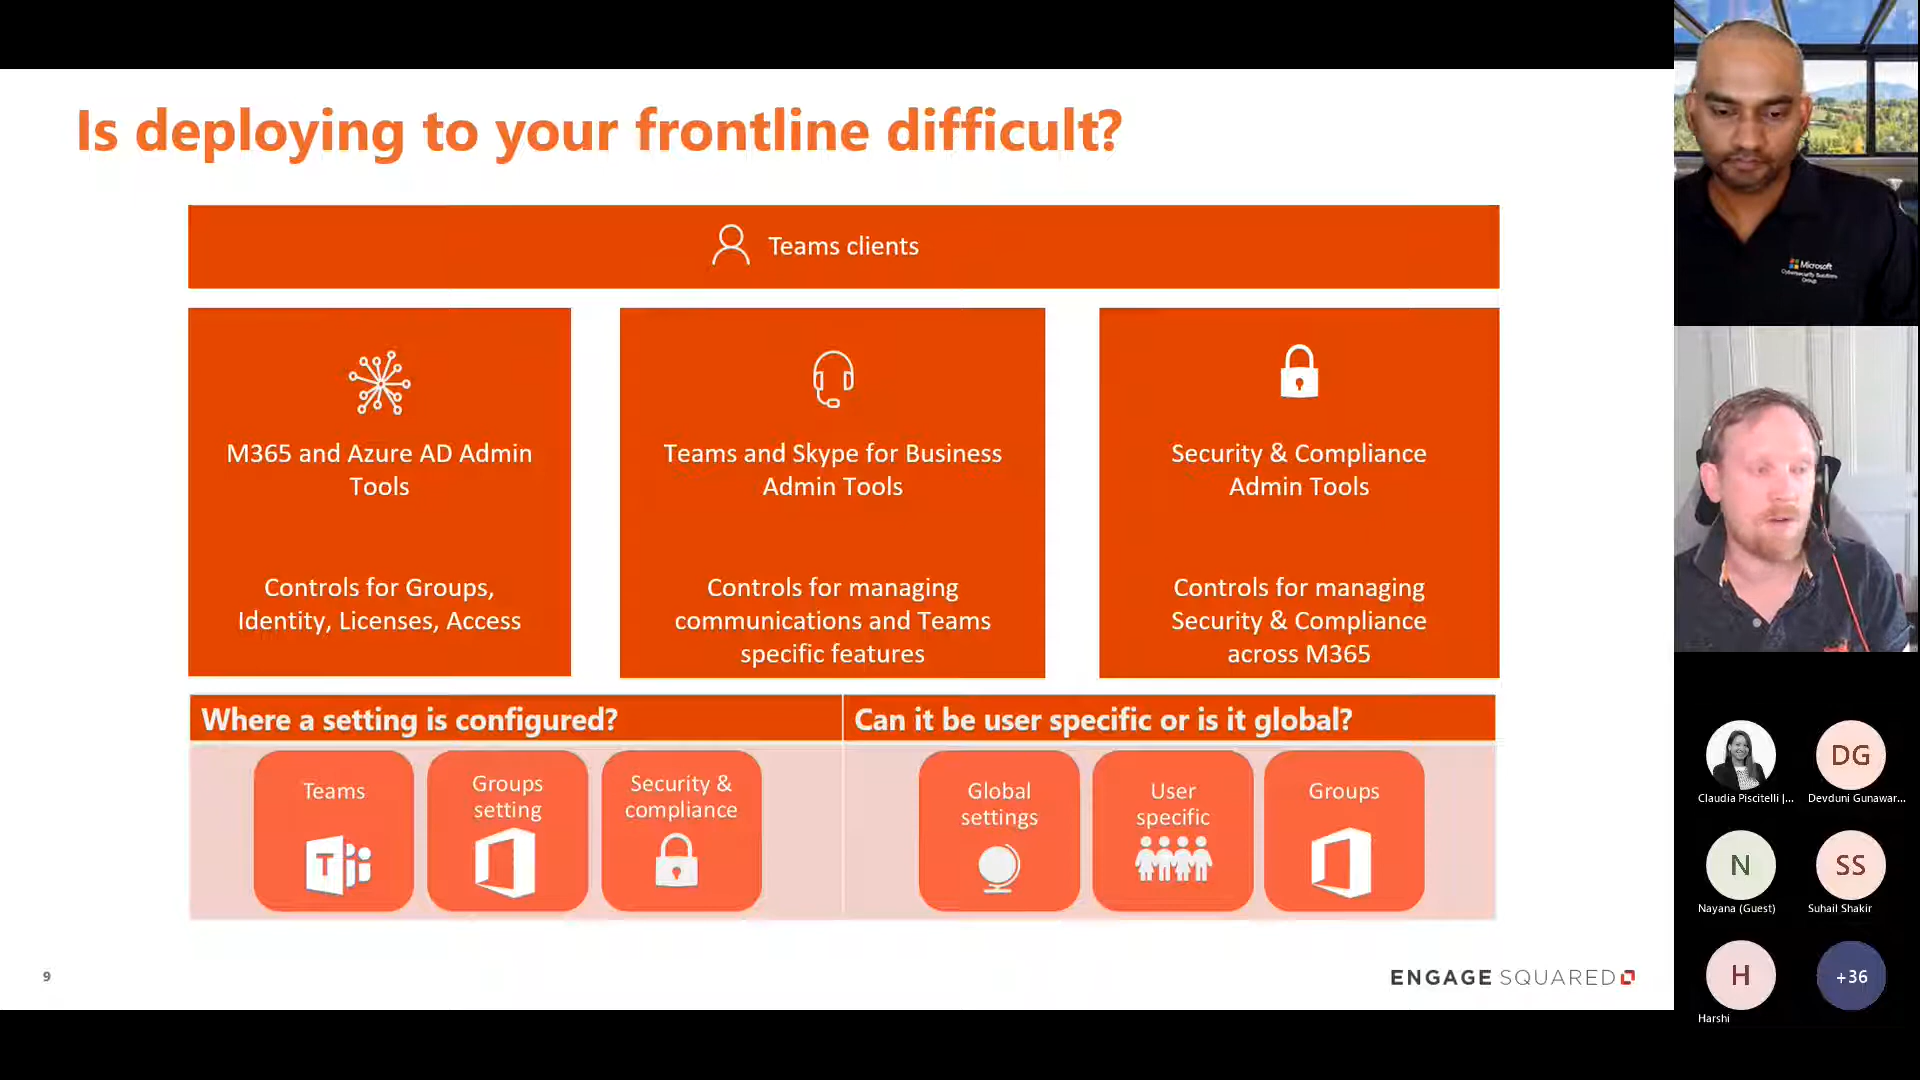 Is deploying to your frontline difficult?
Teams clients
M365 and Azure AD Admin
Tools
Controls for Groups,
Identity, Licenses, Access
Teams and Skype for Business
Admin Tools
Controls for managing
communications and Teams
specific features
Security & Compliance
Admin Tools
Controls for managing
Security & Compliance
across M365
Where a setting is configured?
Can it be user specific or is it global?
Teams
Groups
setting
Security &
compliance
Global
settings
User
specific
Groups
9
ENGAGE SQUARED
Microsoft
Cybersecurity Solutions
Group
Claudia Piscitelli |...
DG
Devduni Gunawar...
N
Nayana (Guest)
SS
Suhail Shakir
H
Harshi
+36